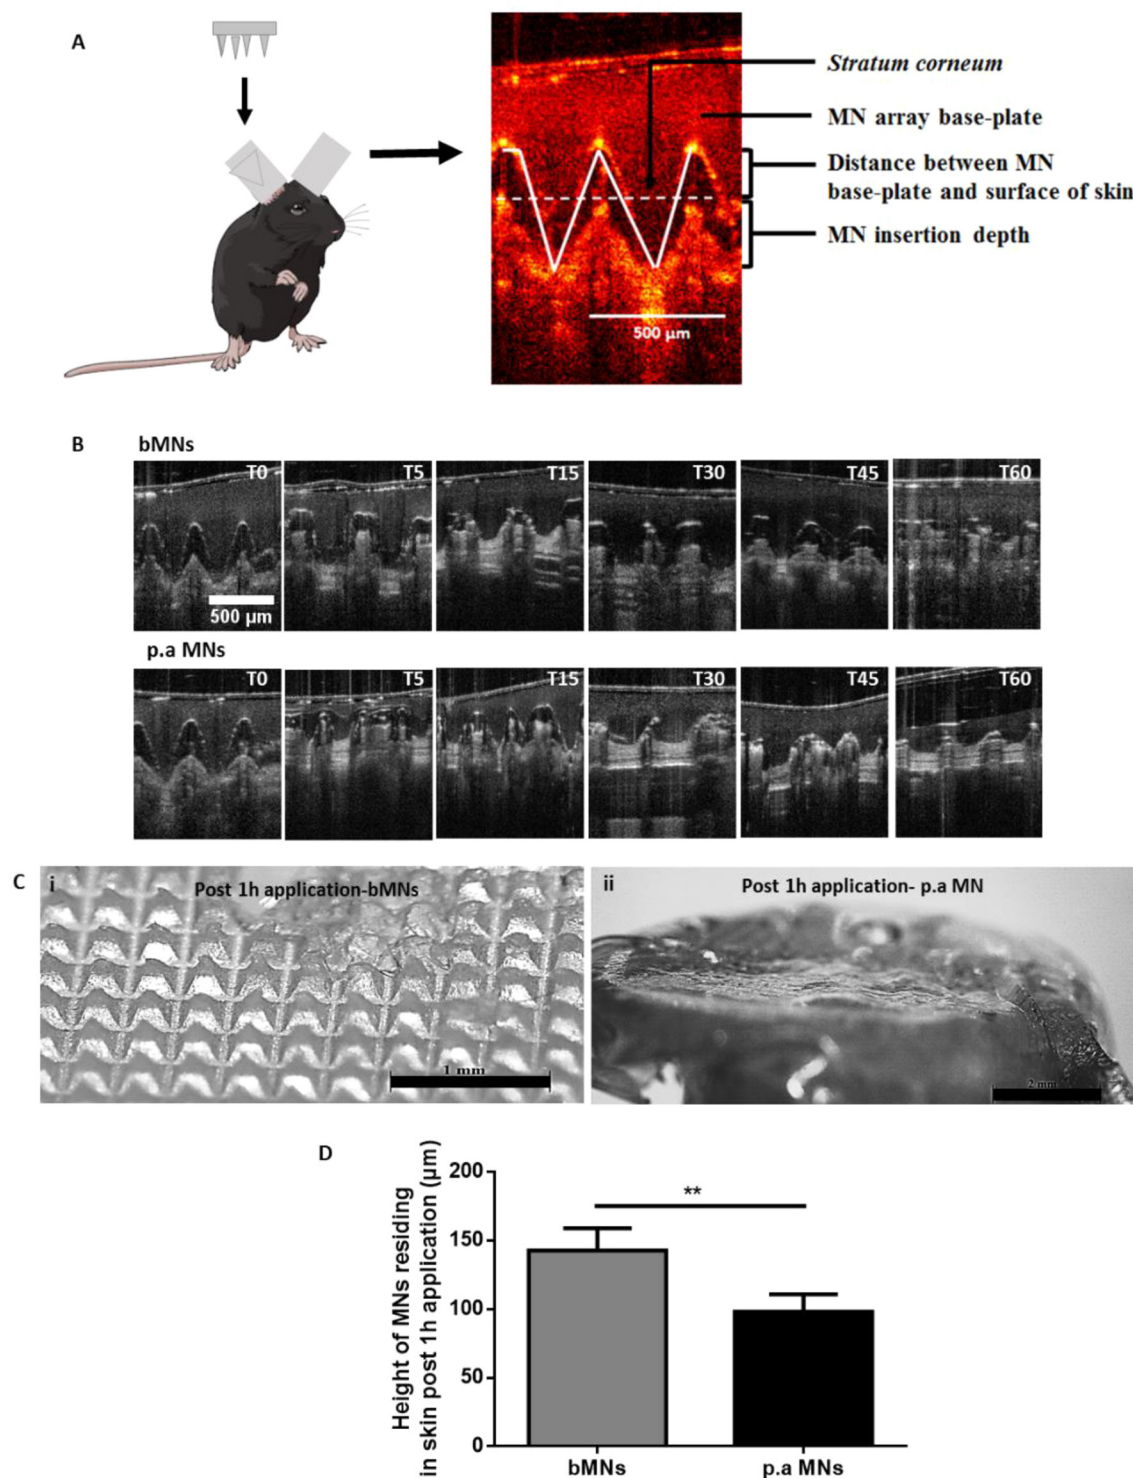 A
Stratum corneum
MN array base-plate
Distance between MN
base-plate and surface of skin
MN insertion depth
500 µm
B
bMNs
T0
T5
T15
T30
T45
T60
500 µm
p.a MNs
T0
T5
T15
T30
T45
T60
C
i
Post 1h application-bMNs
1 mm
ii
Post 1h application- p.a MN
2 mm
D
Height of MNs residing
in skin post 1h application (µm)
200
150
100
50
0
**
bMNs
p.a MNs